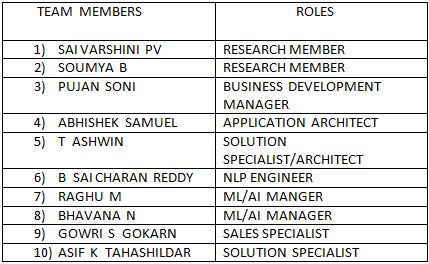 TEAM MEMBERS ROLES
1) SAI VARSHINI PV RESEARCH MEMBER
2) SOUMYA B RESEARCH MEMBER
3) PUJAN SONI BUSINESS DEVELOPMENT
MANAGER
4) ABHISHEK SAMUEL APPLICATION ARCHITECT
5) T ASHWIN SOLUTION
SPECIALIST/ARCHITECT
6) B SAI CHARAN REDDY NLP ENGINEER
7) RAGHU M ML/AI MANGER
8) BHAVANA N ML/AI MANAGER
9) GOWRI S GOKARN SALES SPECIALIST
10) ASIF K TAHASHILDAR SOLUTION SPECIALIST